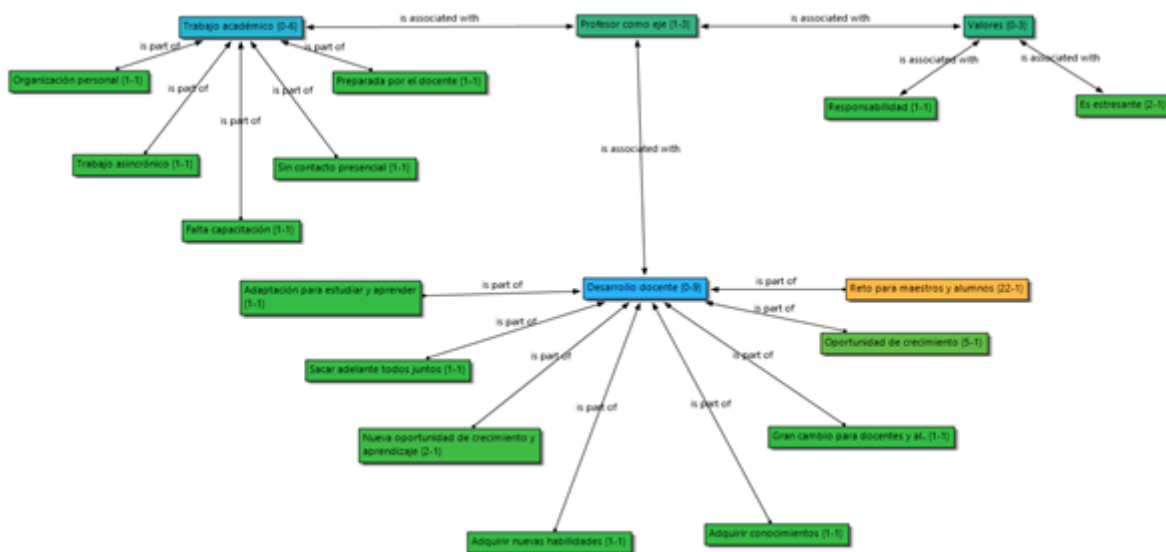 Trabajo académico {0-6}
is associated with
Profesor como eje {1-3}
is associated with
Valores {0-3}
is part of
is part of
Organización personal {1-1}
Preparada por el docente {1-1}
is associated with
is associated with
is part of
is part of
is part of
Responsabilidad {1-1}
Es estresante {2-1}
Trabajo asincrónico {1-1}
Sin contacto presencial {1-1}
is associated with
Falta capacitación {1-1}
Adaptación para estudiar y aprender
{1-1}
is part of
Desarrollo docente {0-9}
is part of
Reto para maestros y alumnos {22-1}
is part of
is part of
Oportunidad de crecimiento {5-1}
Sacar adelante todos juntos {1-1}
is part of
is part of
is part of
is part of
Nueva oportunidad de crecimiento y
aprendizaje {2-1}
Gran cambio para docentes y al.. {1-1}
Adquirir nuevas habilidades {1-1}
Adquirir conocimientos {1-1}